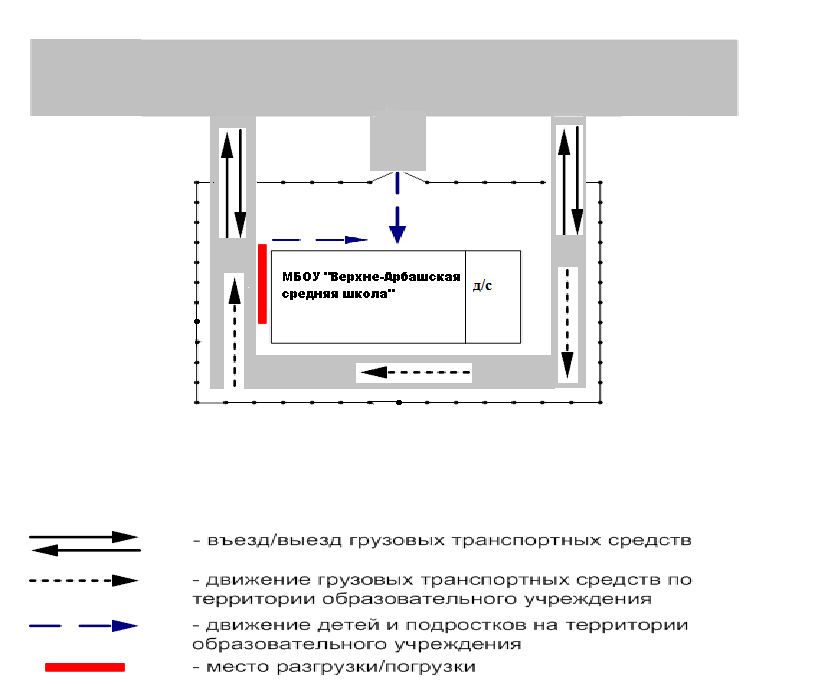 МБОУ "Верхне-Арбашская
средняя школа"
д/с
- въезд/выезд грузовых транспортных средств
- движение грузовых транспортных средств по
территории образовательного учреждения
- движение детей и подростков на территории
образовательного учреждения
- место разгрузки/погрузки